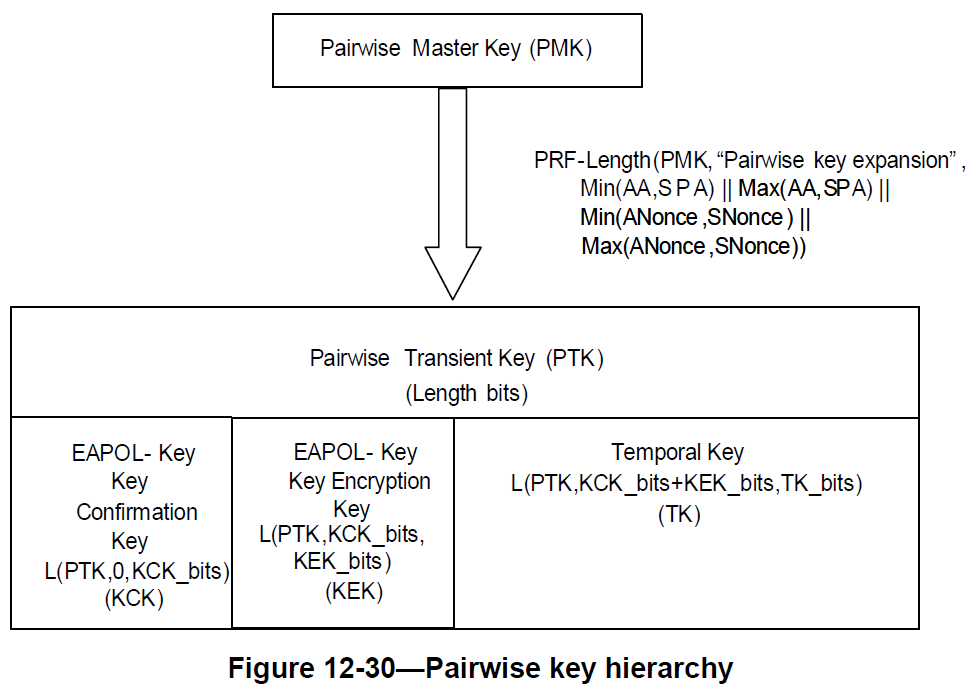 Pairwise Master Key (PMK)
PRF-Length(PMK, “Pairwise key expansion” ,
Min(AA,SPA) || Max(AA,SPA) ||
Min(ANonce,SNonce) ||
Max(ANonce,SNonce))
Pairwise Transient Key (PTK)
(Length bits)
EAPOL- Key
Key
Confirmation
Key
L(PTK,0,KCK_bits)
(KCK)
EAPOL- Key
Key Encryption
Key
L(PTK,KCK_bits,
KEK_bits)
(KEK)
Temporal Key
L(PTK,KCK_bits+KEK_bits,TK_bits)
(TK)
Figure 12-30—Pairwise key hierarchy